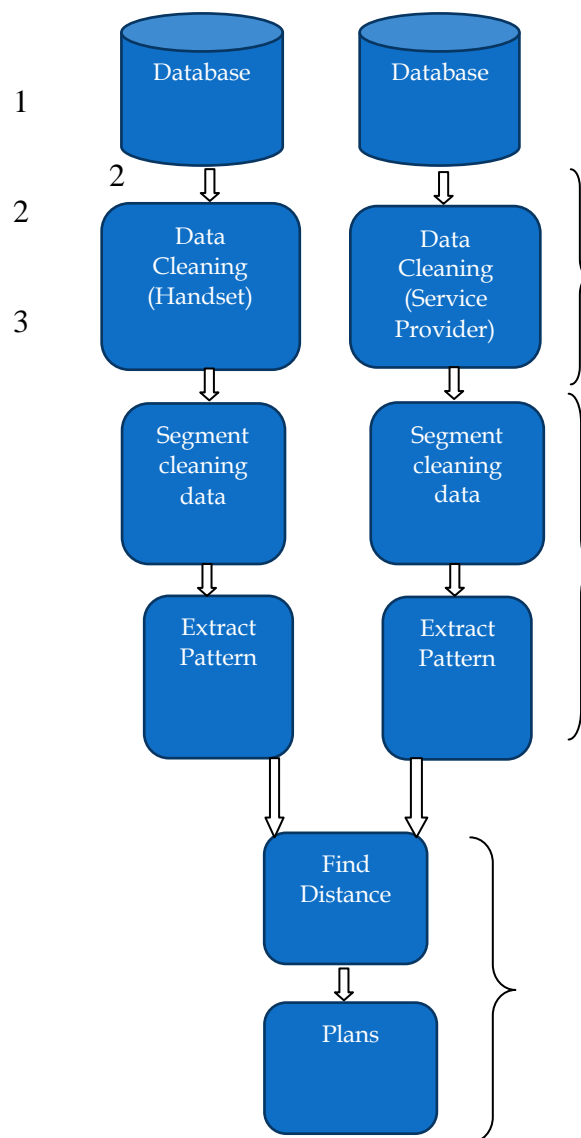 Database
Database
1
2
2
Data
Cleaning
(Handset)
Data
Cleaning
(Service
Provider)
3
Segment
cleaning
data
Segment
cleaning
data
Extract
Pattern
Extract
Pattern
Find
Distance
Plans